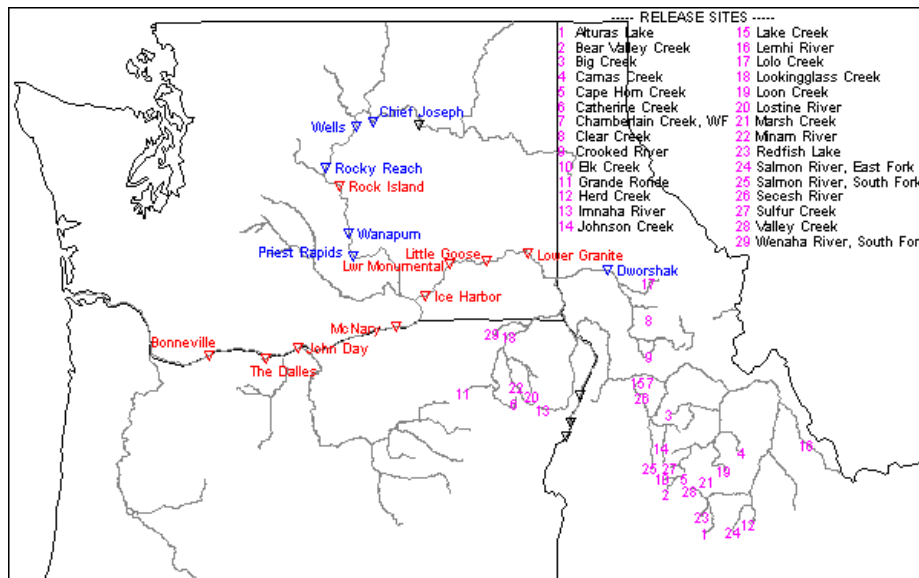 ----- RELEASE SITES -----
1 Alturas Lake
2 Bear Valley Creek
3 Big Creek
4 Camas Creek
5 Cape Horn Creek
6 Catherine Creek
7 Chamberlain Creek, WF
8 Clear Creek
9 Crooked River
10 Elk Creek
11 Grande Ronde
12 Herd Creek
13 Imnaha River
14 Johnson Creek
15 Lake Creek
16 Lemhi River
17 Lolo Creek
18 Lookingglass Creek
19 Loon Creek
20 Lostine River
21 Marsh Creek
22 Minam River
23 Redfish Lake
24 Salmon River, East Fork
25 Salmon River, South Fork
26 Secesh River
27 Sulfur Creek
28 Valley Creek
29 Wenaha River, South Fork
Chief Joseph
Wells
Rocky Reach
Rock Island
Wanapum
Priest Rapids
Little Goose
Lower Granite
Lwr Monumental
Dworshak
17
Ice Harbor
8
McNary
29
18
Bonneville
John Day
9
The Dalles
157
22
11
20
26
6
13
3
14
4
16
25
27
19
5
21
2
28
23
24
12
1